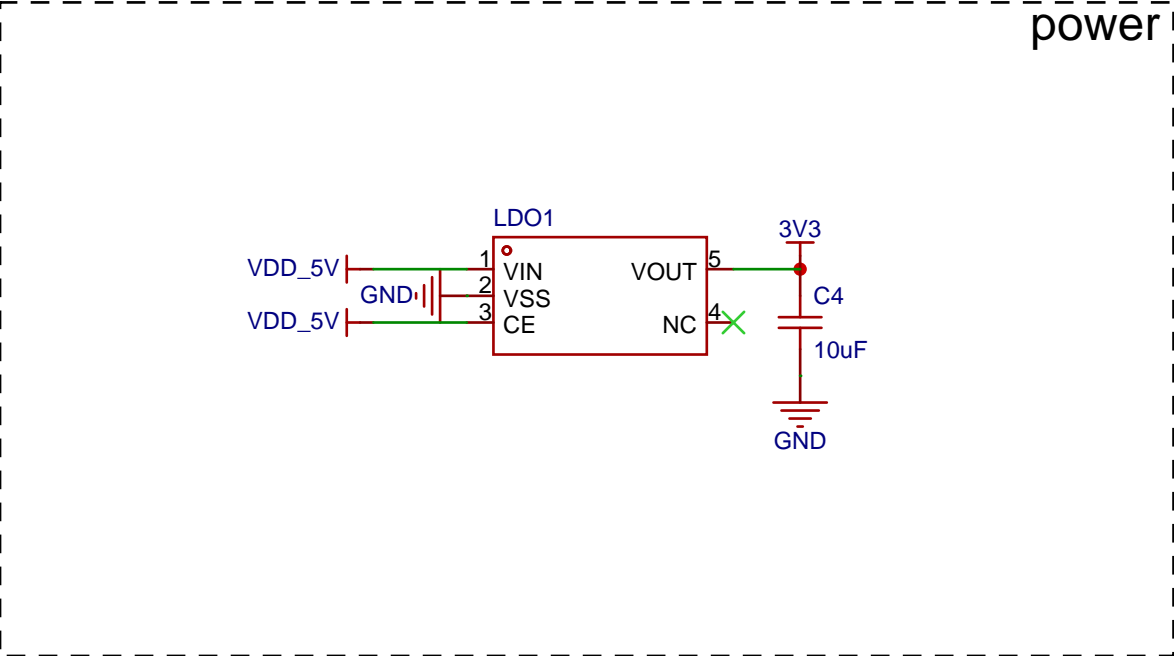 power
LDO1
3V3
VDD_5V
1
VIN
VOUT
5
GND
2
VSS
C4
VDD_5V
3
CE
NC
4
10uF
GND